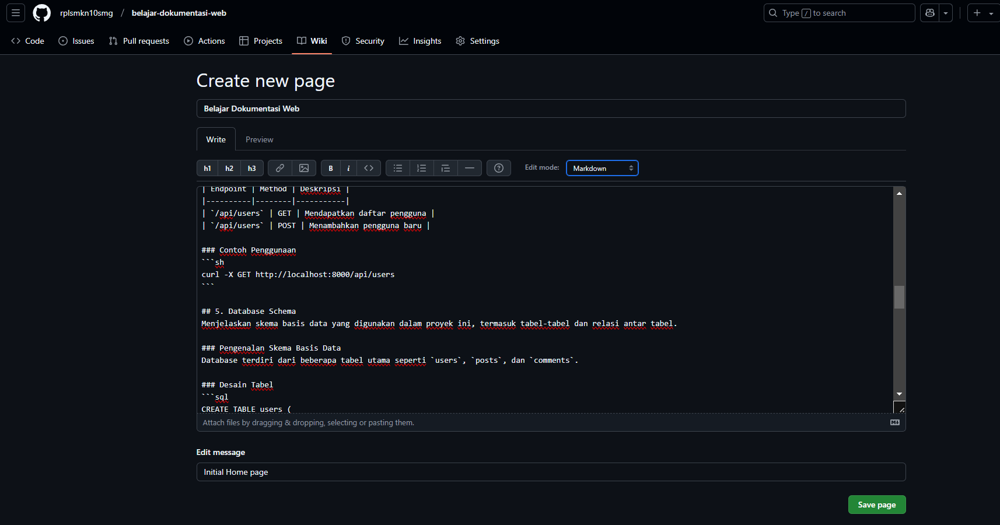 rplsmkn10smg / belajar-dokumentasi-web
Type / to search
Code
Issues
Pull requests
Actions
Projects
Wiki
Security
Insights
Settings
Create new page
Belajar Dokumentasi Web
Write
Preview
h1 h2 h3 B i Edit mode: Markdown
| Endpoint | Method | Deskripsi |
|----------|--------|-----------|
| `/api/users` | GET | Mendapatkan daftar pengguna |
| `/api/users` | POST | Menambahkan pengguna baru |
### Contoh Penggunaan
```sh
curl -X GET http://localhost:8000/api/users
```
## 5. Database Schema
Menjelaskan skema basis data yang digunakan dalam proyek ini, termasuk tabel-tabel dan relasi antar tabel.
### Pengenalan Skema Basis Data
Database terdiri dari beberapa tabel utama seperti `users`, `posts`, dan `comments`.
### Desain Tabel
```sql
CREATE TABLE users (
Attach files by dragging & dropping, selecting or pasting them.
Edit message
Initial Home page
Save page